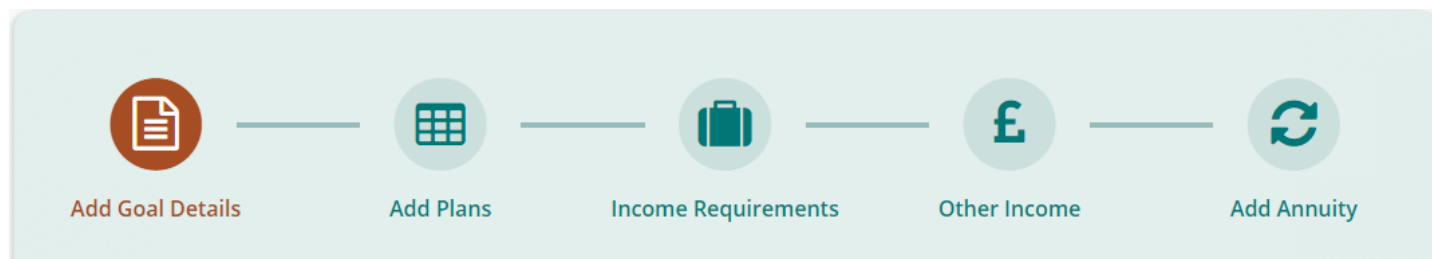 Add Goal Details
Add Plans
Income Requirements
£
Other Income
Add Annuity